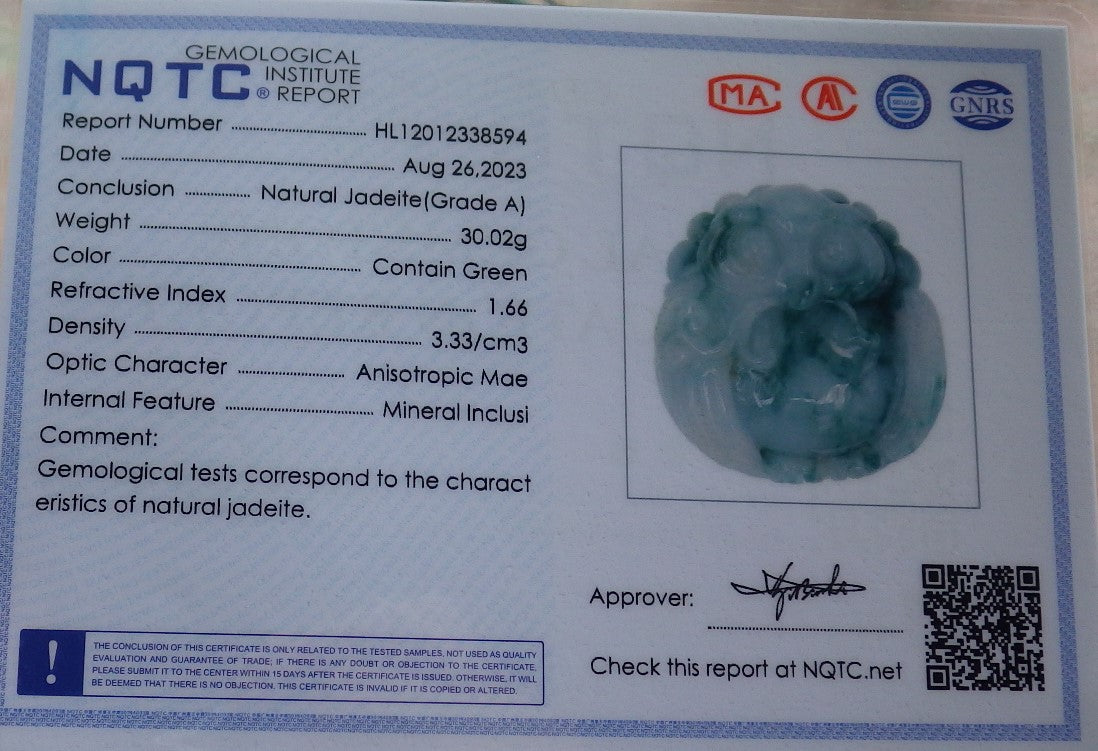 GEMOLOGICAL
NQTC® INSTITUTE
REPORT
Report Number ........................ HL12012338594
Date ........................ Aug 26,2023
Conclusion ............ Natural Jadeite(Grade A)
Weight ........................ 30.02g
Color ........................ Contain Green
Refractive Index ........................ 1.66
Density ........................ 3.33/cm3
Optic Character ............ Anisotropic Mae
Internal Feature ............ Mineral Inclusi
Comment:
Gemological tests correspond to the charact
eristics of natural jadeite.
! THE CONCLUSION OF THIS CERTIFICATE IS ONLY RELATED TO THE TESTED SAMPLES, NOT USED AS QUALITY
EVALUATION AND GUARANTEE OF TRADE; IF THERE IS ANY DOUBT OR OBJECTION TO THE CERTIFICATE,
PLEASE SUBMIT IT TO THE CENTER WITHIN 15 DAYS AFTER THE CERTIFICATE IS ISSUED. OTHERWISE, IT WILL
BE DEEMED THAT THERE IS NO OBJECTION. THIS CERTIFICATE IS INVALID IF IT IS COPIED OR ALTERED.
MA
GNRS
Approver:
Check this report at NQTC.net